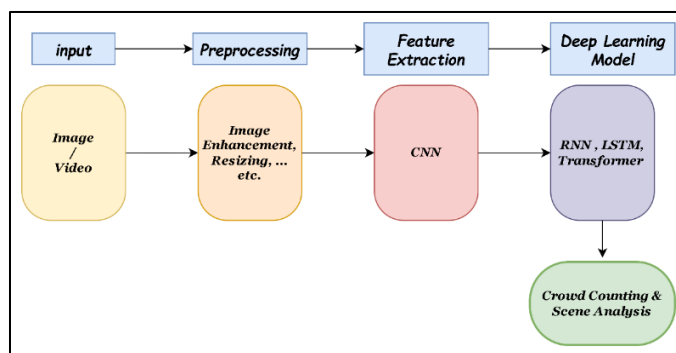 input
Preprocessing
Feature
Extraction
Deep Learning
Model
Image
/
Video
Image
Enhancement,
Resizing, ...
etc.
CNN
RNN , LSTM,
Transformer
Crowd Counting &
Scene Analysis